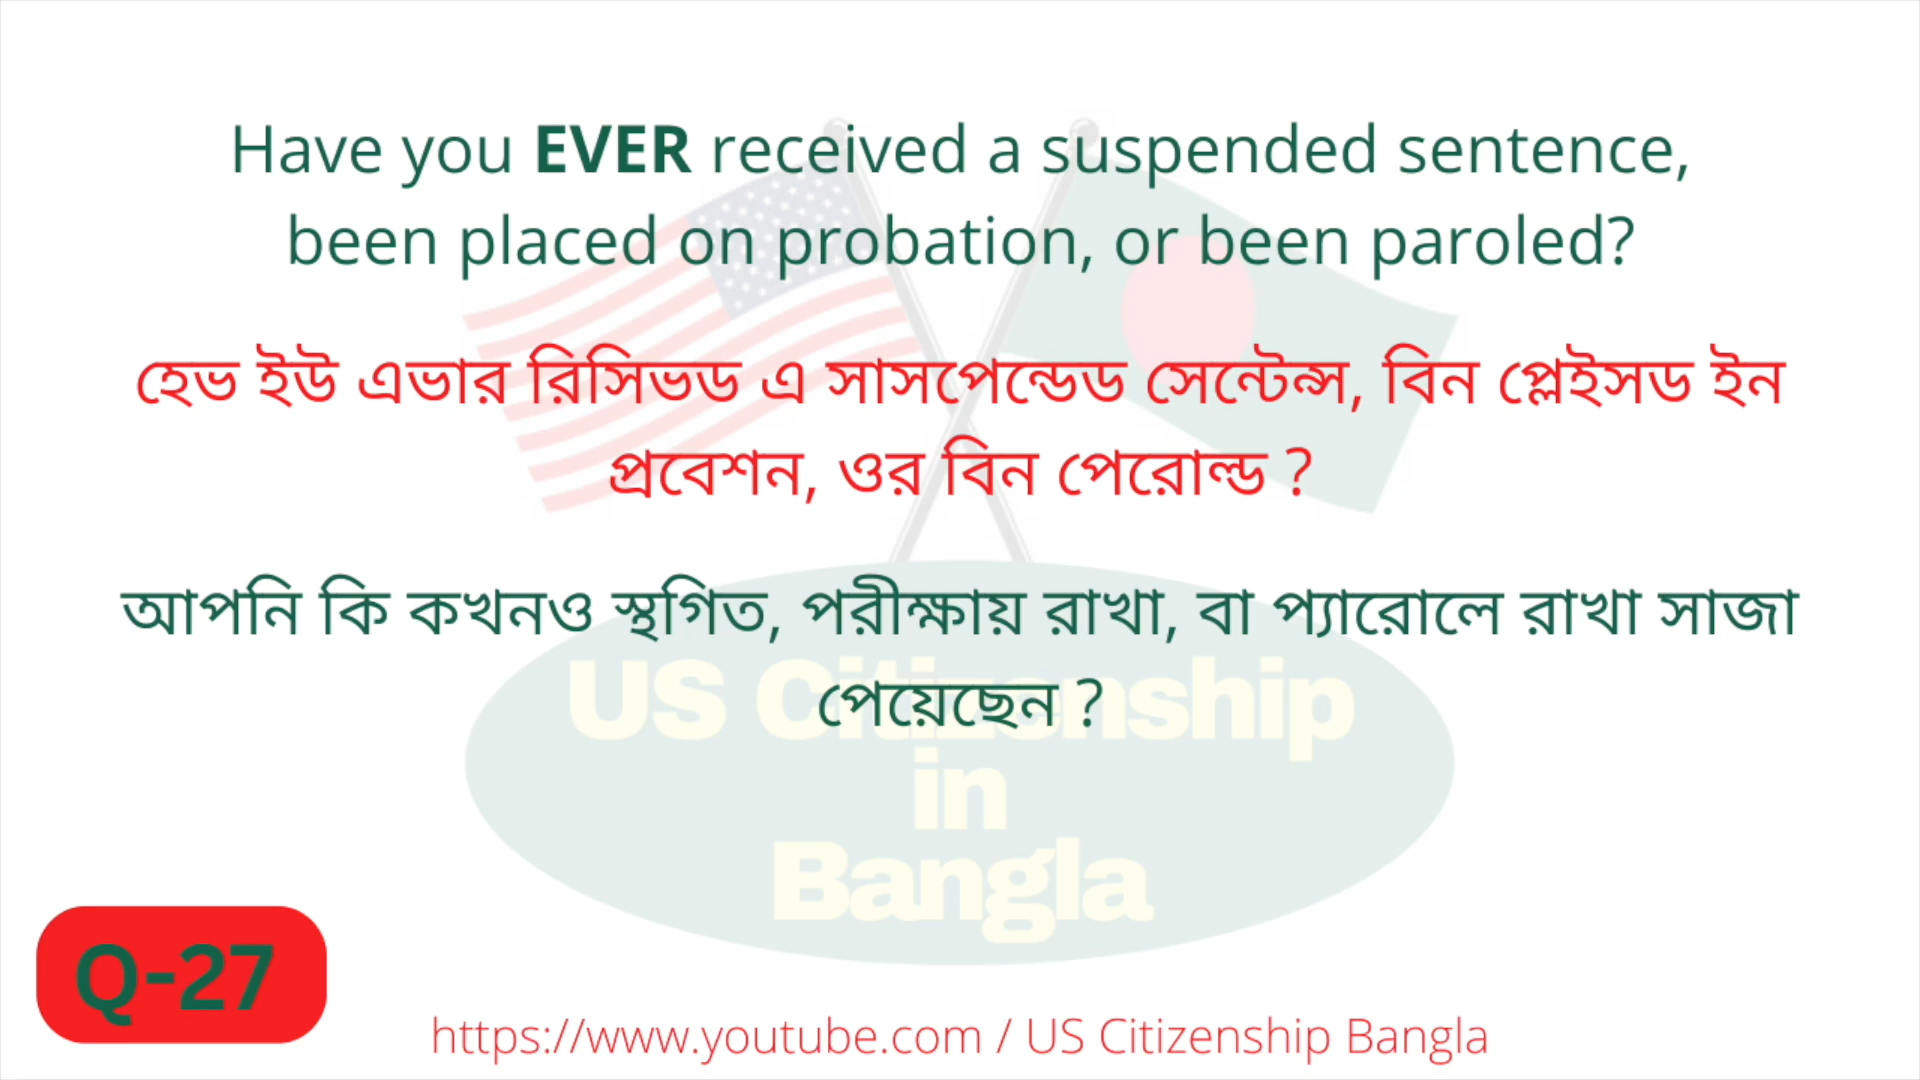 Have you EVER received a suspended sentence,
been placed on probation, or been paroled?
হেভ ইউ এভার রিসিভড এ সাসপেন্ডেড সেন্টেন্স, বিন প্লেইসড ইন
প্রবেশন, ওর বিন পেরোল্ড ?
আপনি কি কখনও স্থগিত, পরীক্ষায় রাখা, বা প্যারোলে রাখা সাজা
পেয়েছেন ?
US Citizenship
in
Bangla
Q-27
https://www.youtube.com / US Citizenship Bangla